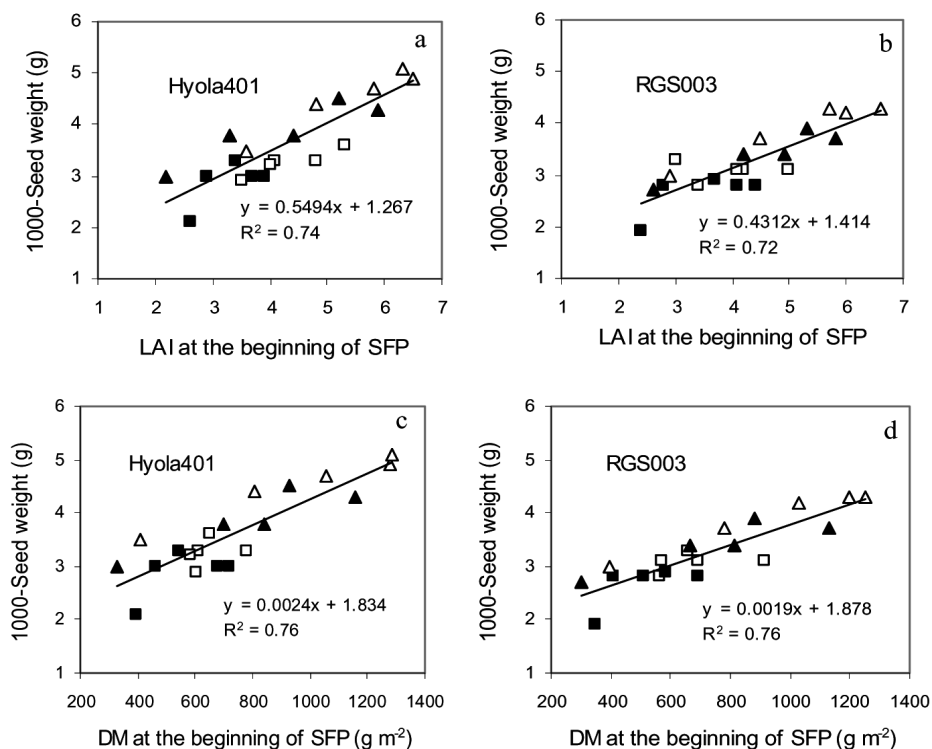 a
Hyola401
1000-Seed weight (g)
6
5
4
3
2
1
y = 0.5494x + 1.267
R² = 0.74
1 2 3 4 5 6 7
LAI at the beginning of SFP
b
RGS003
1000-Seed weight (g)
6
5
4
3
2
1
y = 0.4312x + 1.414
R² = 0.72
1 2 3 4 5 6 7
LAI at the beginning of SFP
c
Hyola401
1000-Seed weight (g)
6
5
4
3
2
1
y = 0.0024x + 1.834
R² = 0.76
200 400 600 800 1000 1200 1400
DM at the beginning of SFP (g m⁻²)
d
RGS003
1000-Seed weight (g)
6
5
4
3
2
1
y = 0.0019x + 1.878
R² = 0.76
200 400 600 800 1000 1200 1400
DM at the beginning of SFP (g m⁻²)